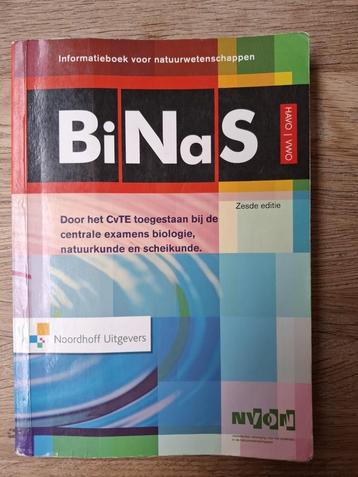 Informatieboek voor natuurwetenschappen
BiNaS
HAVO | VWO
Zesde editie
Door het CvTE toegestaan bij de
centrale examens biologie,
natuurkunde en scheikunde.
Noordhoff Uitgevers
NVON